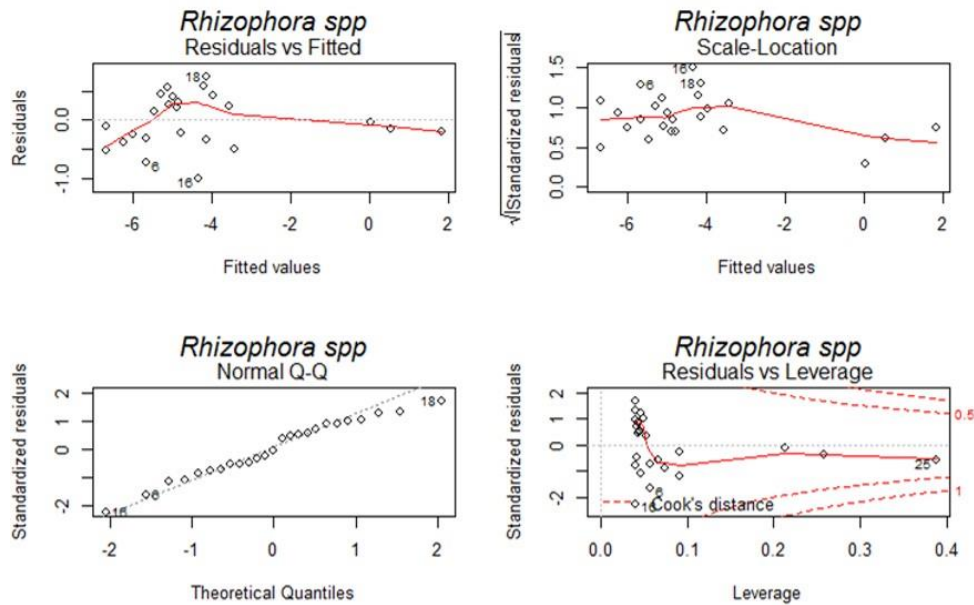 Rhizophora spp
Residuals vs Fitted
Residuals
0.0
-1.0
18
6
16
-6 -4 -2 0 2
Fitted values
Rhizophora spp
Scale-Location
√|Standardized residuals|
1.5
1.0
0.5
0.0
16
6
18
-6 -4 -2 0 2
Fitted values
Rhizophora spp
Normal Q-Q
Standardized residuals
2
1
0
-2
18
6
16
-2 -1 0 1 2
Theoretical Quantiles
Rhizophora spp
Residuals vs Leverage
Standardized residuals
2
1
0
-2
0.5
25
1
6
16
Cook's distance
0.0 0.1 0.2 0.3 0.4
Leverage